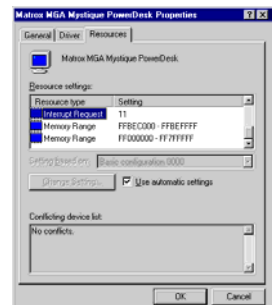 Matrox MGA Mystique PowerDesk Properties
General Driver Resources
Matrox MGA Mystique PowerDesk
Resource settings:
Resource type Setting
Interrupt Request 11
Memory Range FFBEC000 - FFBEFFFF
Memory Range FF000000 - FF7FFFFF
Setting based on: Basic configuration 0000
Change Setting... Use automatic settings
Conflicting device list:
No conflicts.
OK Cancel